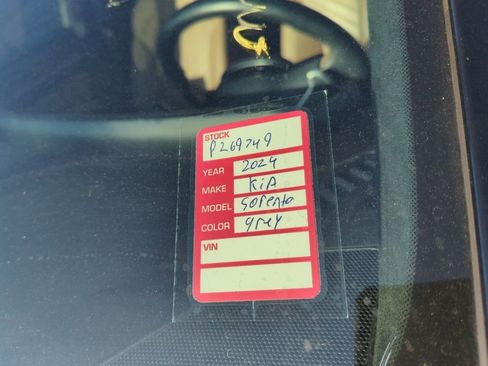 STOCK
P269749
YEAR 2024
MAKE KiA
MODEL Sorento
COLOR grey
VIN